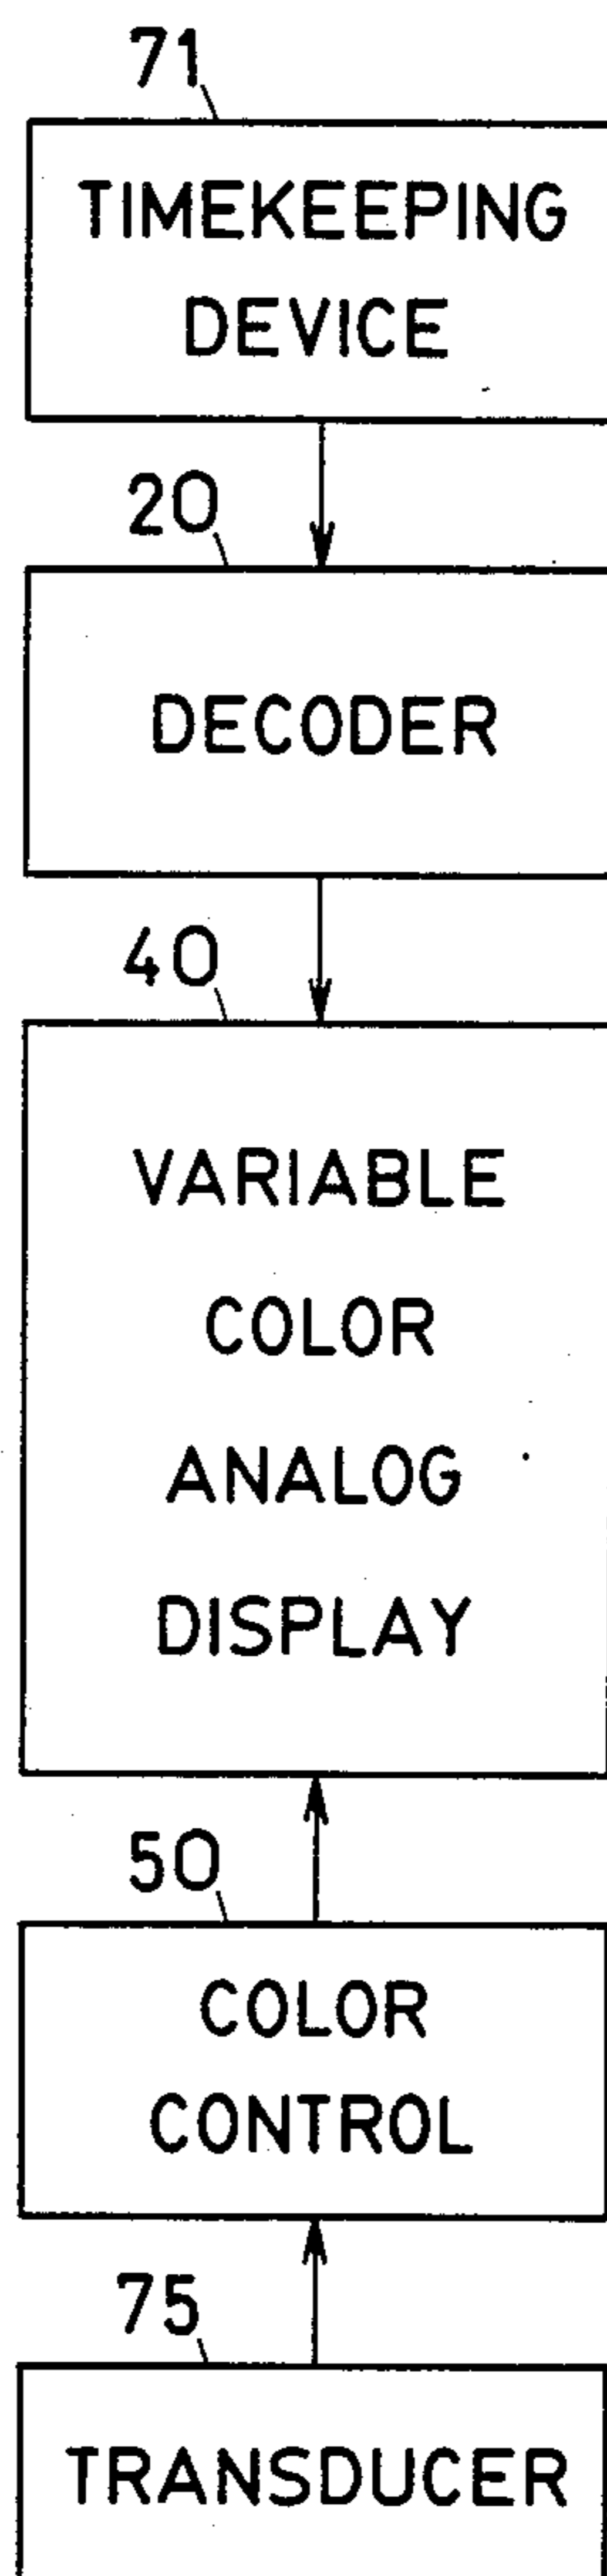 71
TIMEKEEPING
DEVICE
20
DECODER
40
VARIABLE
COLOR
ANALOG
DISPLAY
50
COLOR
CONTROL
75
TRANSDUCER